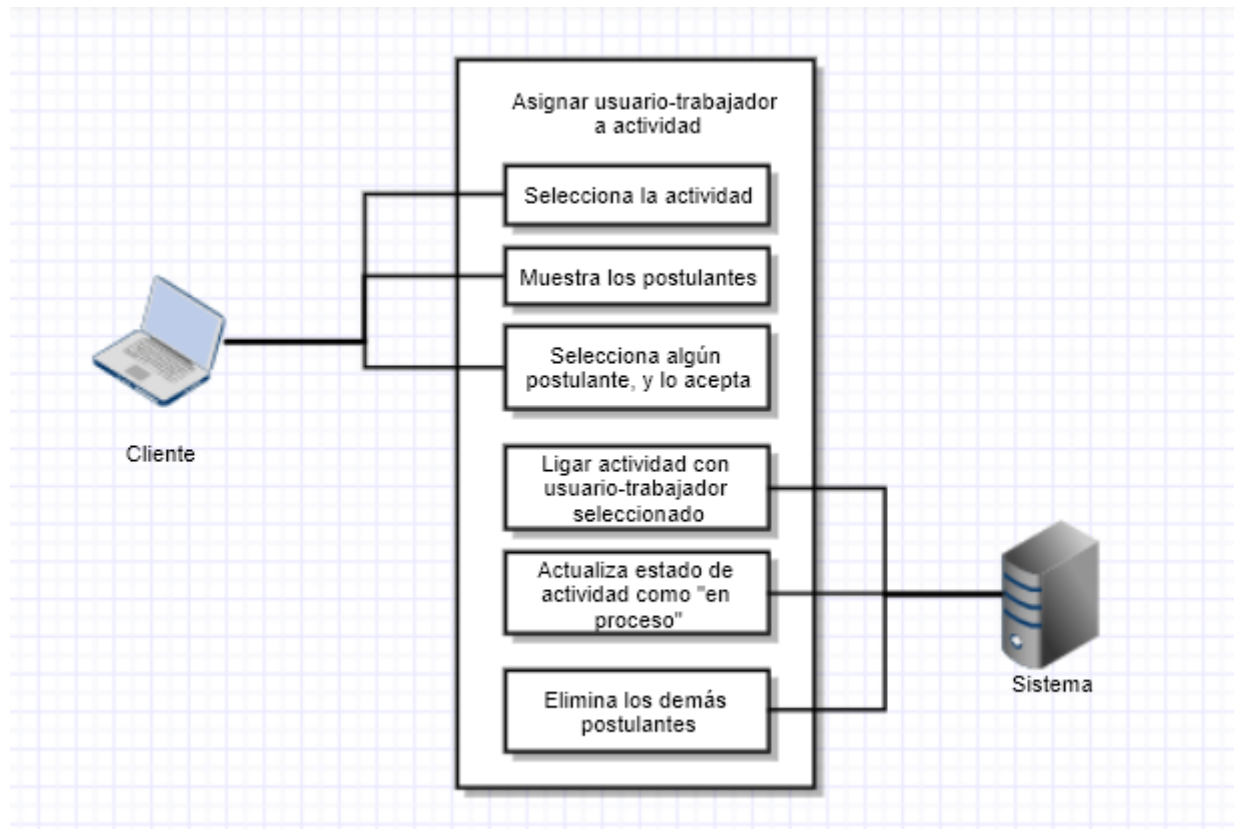 Asignar usuario-trabajador
a actividad
Selecciona la actividad
Muestra los postulantes
Selecciona algún
postulante, y lo acepta
Cliente
Ligar actividad con
usuario-trabajador
seleccionado
Actualiza estado de
actividad como "en
proceso"
Elimina los demás
postulantes
Sistema